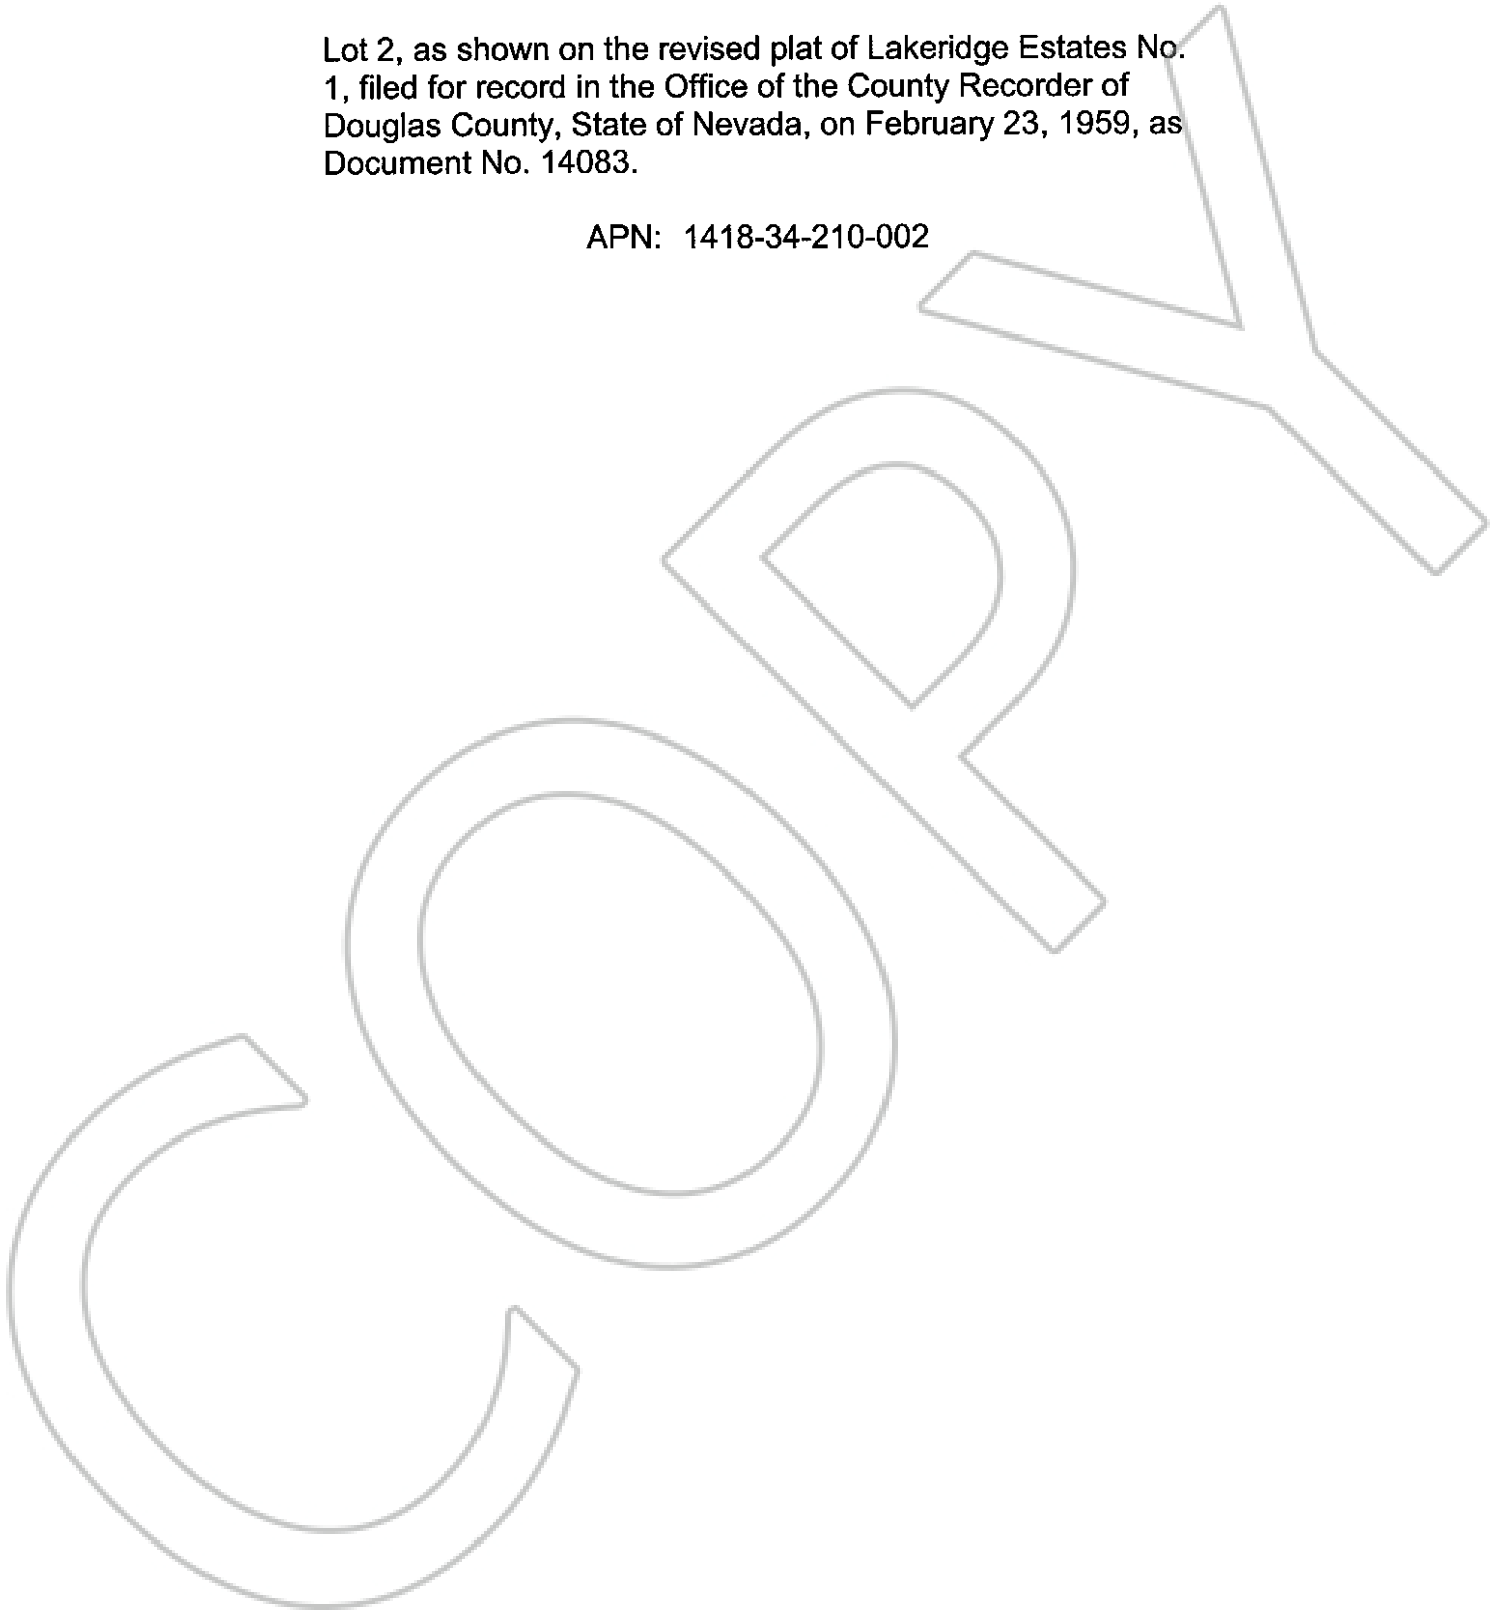 Lot 2, as shown on the revised plat of Lakeridge Estates No.
1, filed for record in the Office of the County Recorder of
Douglas County, State of Nevada, on February 23, 1959, as
Document No. 14083.
APN: 1418-34-210-002
COPY